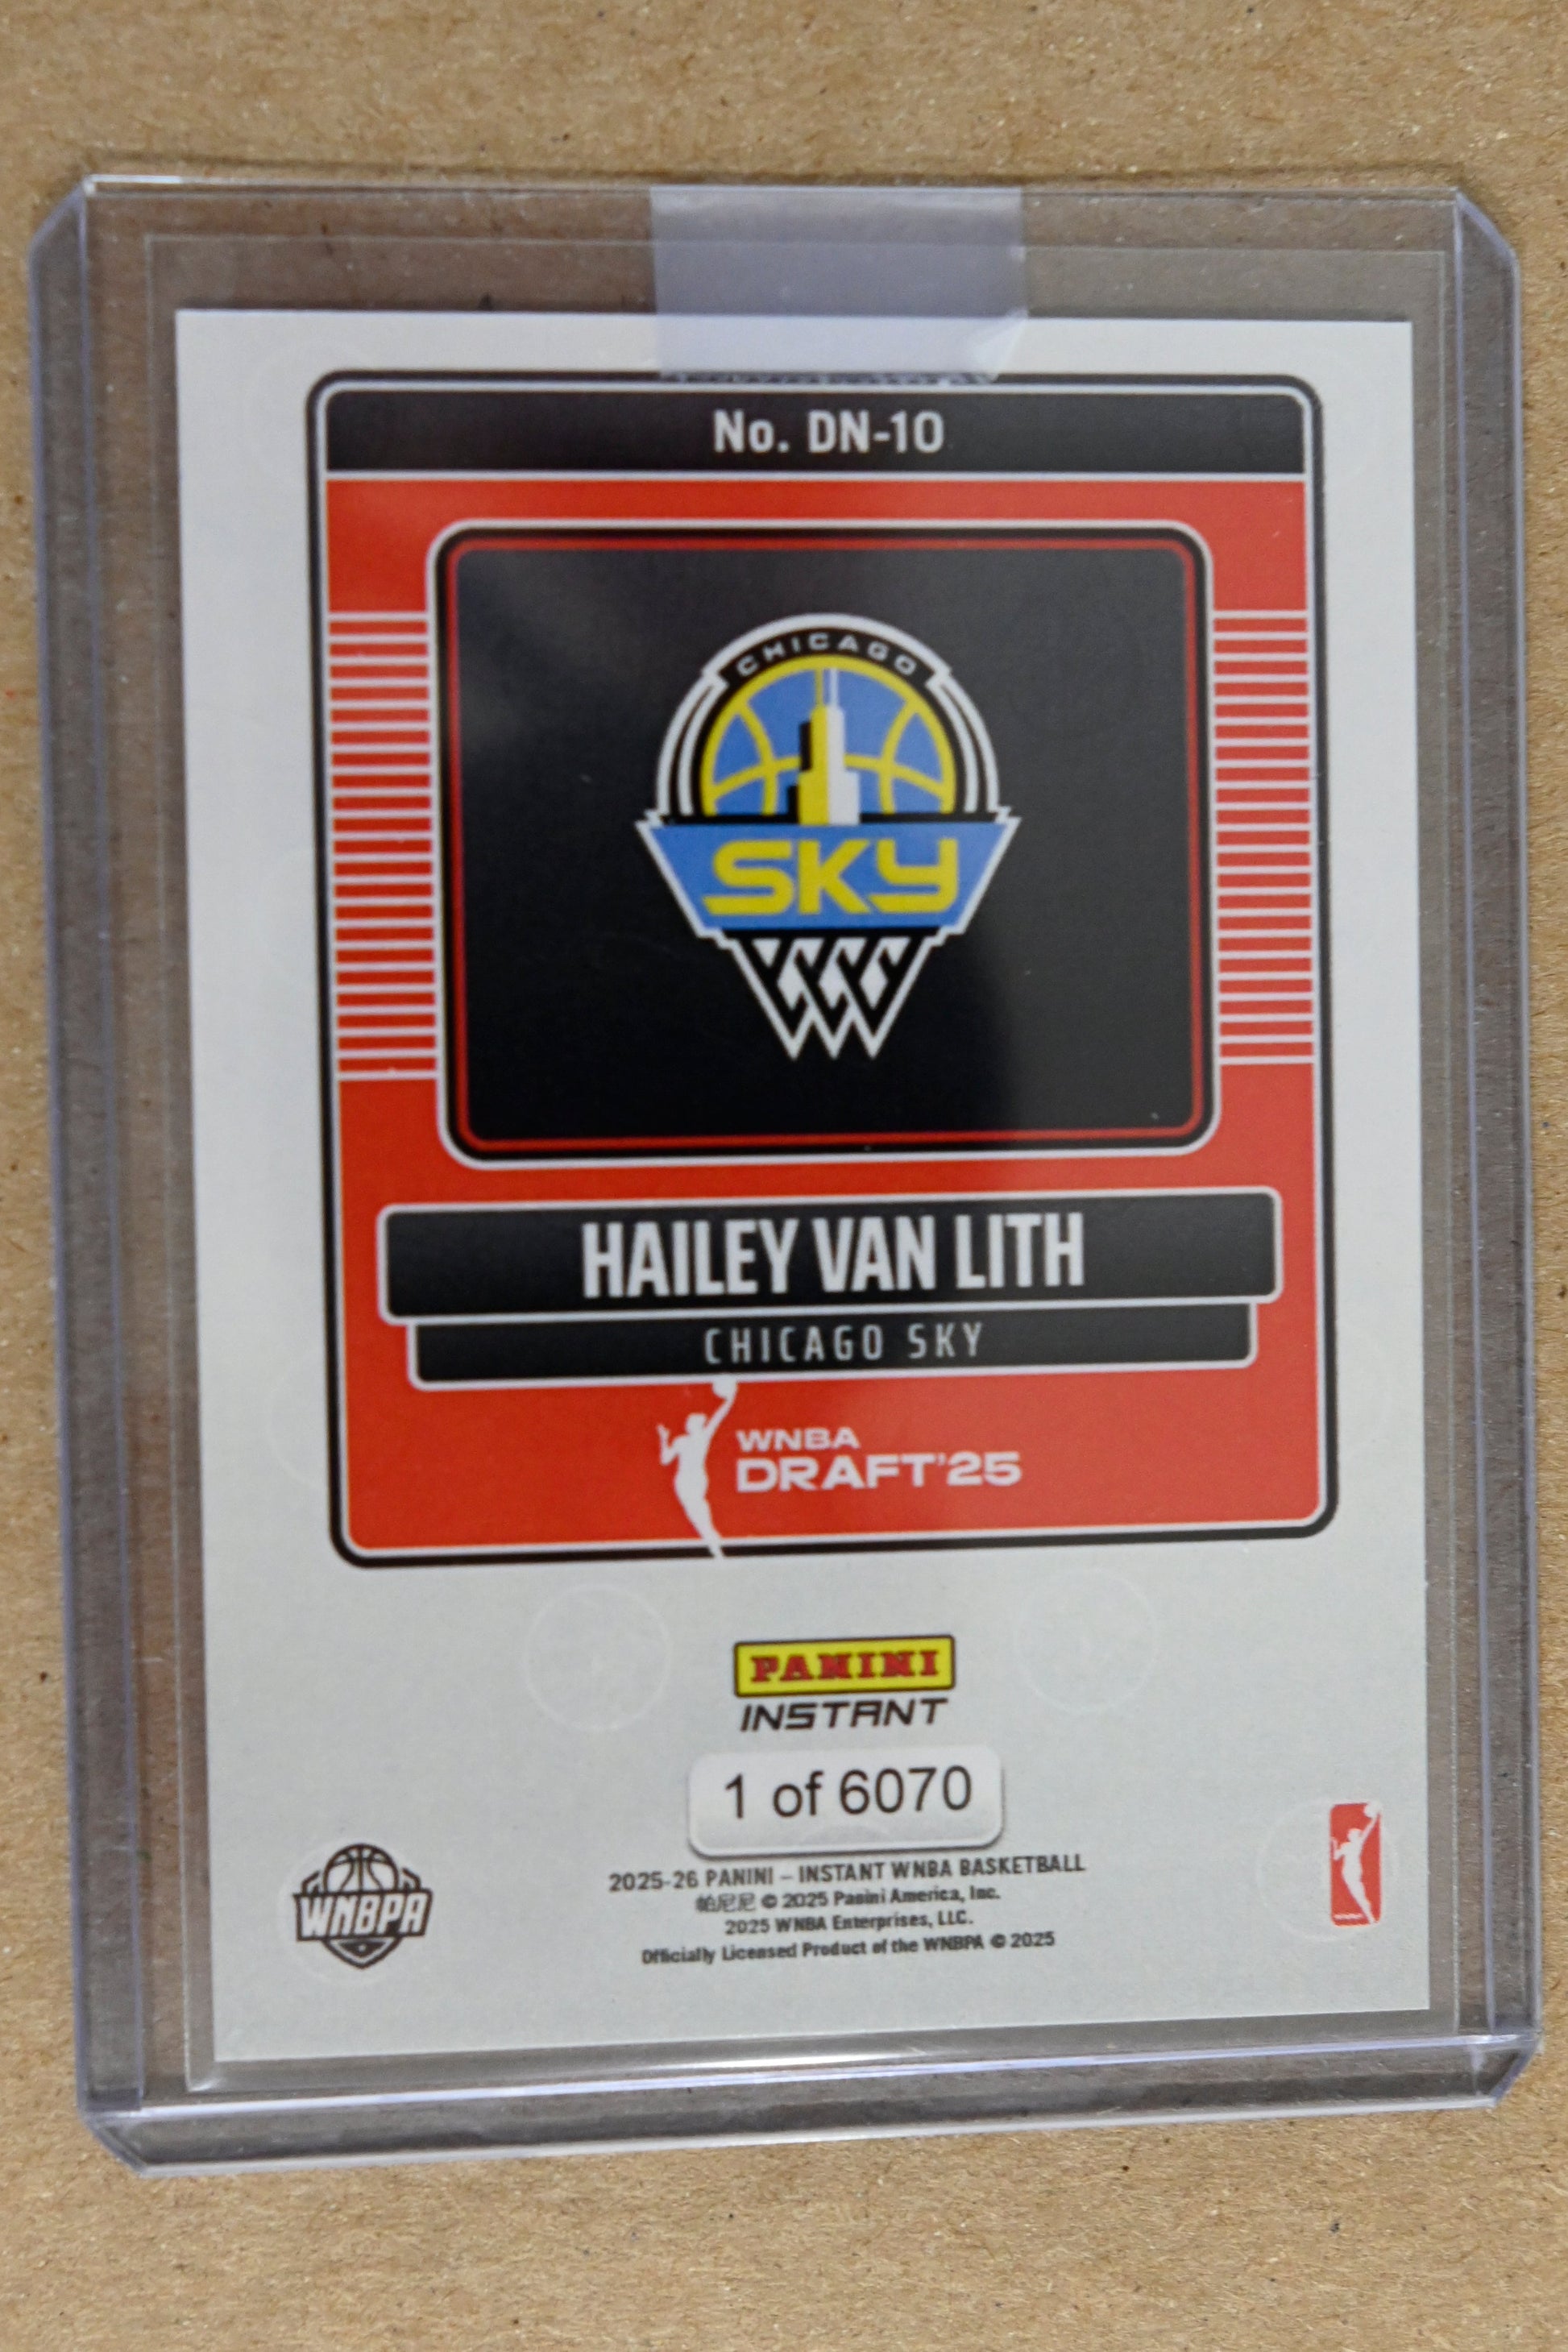 No. DN-10
CHICAGO
SKY
HAILEY VAN LITH
CHICAGO SKY
WNBA
DRAFT'25
PANINI
INSTANT
1 of 6070
2025-26 PANINI – INSTANT WNBA BASKETBALL
帕尼尼 © 2025 Panini America, Inc.
2025 WNBA Enterprises, LLC.
Officially Licensed Product of the WNBPA © 2025
WNBPA
WNBA